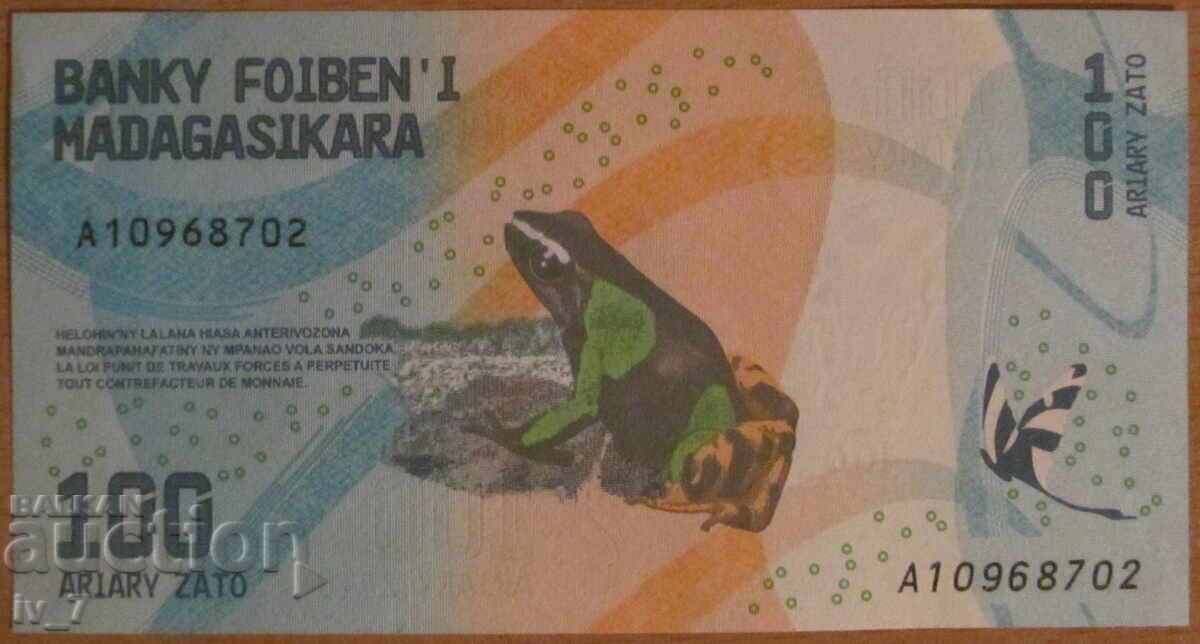 BANKY FOIBEN'I
MADAGASIKARA
A10968702
HELOHIN'NY LALANA HIASA ANTERIVOZONA
MANDRAPAHAFATINY NY MPANAO VOLA SANDOKA
LA LOI PUNIT DE TRAVAUX FORCES A PERPETUITE
TOUT CONTREFACTEUR DE MONNAIE.
100
ARIARY ZATO
100
ARIARY ZATO
A10968702
BALKAN
auction
iv_7